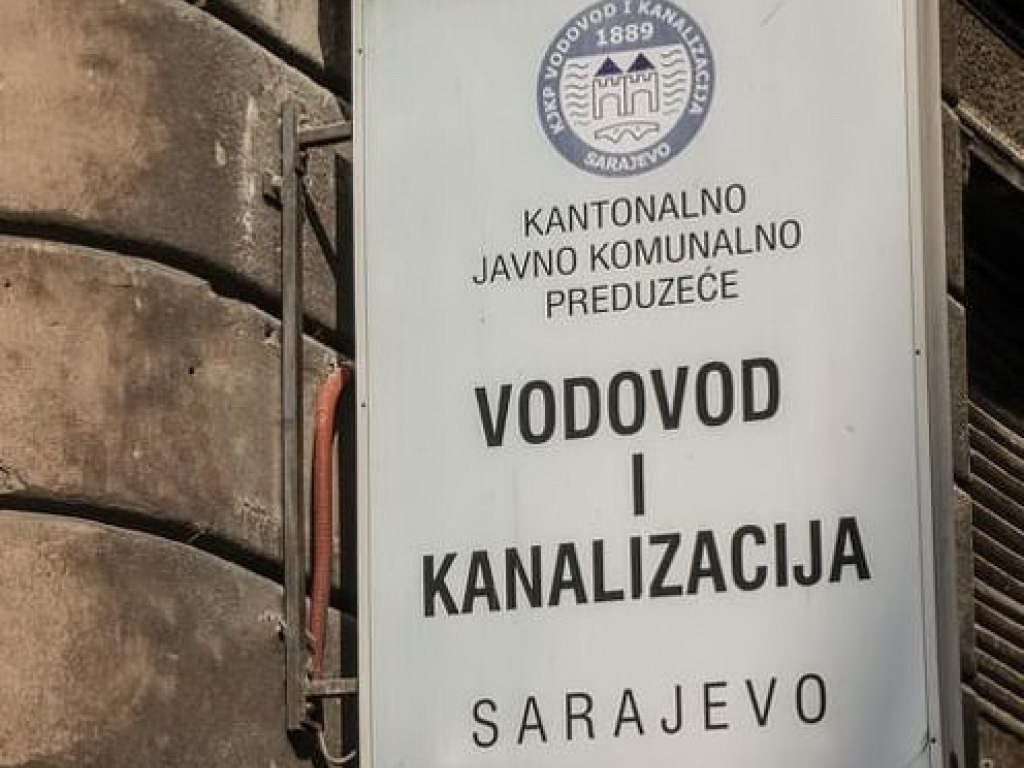 KJKP VODOVOD I KANALIZACIJA
1889
SARAJEVO
KANTONALNO
JAVNO KOMUNALNO
PREDUZEĆE
VODOVOD
I
KANALIZACIJA
SARAJEVO